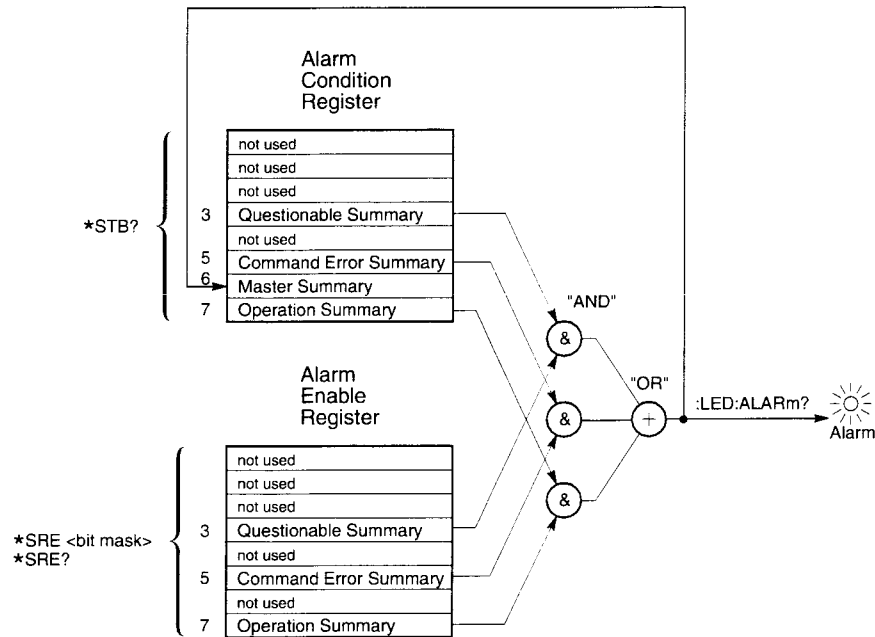 Alarm
Condition
Register
not used
not used
not used
3 Questionable Summary
not used
5 Command Error Summary
6 Master Summary
7 Operation Summary
*STB?
"AND"
&
&
&
"OR"
+
:LED:ALARm?
Alarm
Alarm
Enable
Register
not used
not used
not used
3 Questionable Summary
not used
5 Command Error Summary
not used
7 Operation Summary
*SRE <bit mask>
*SRE?